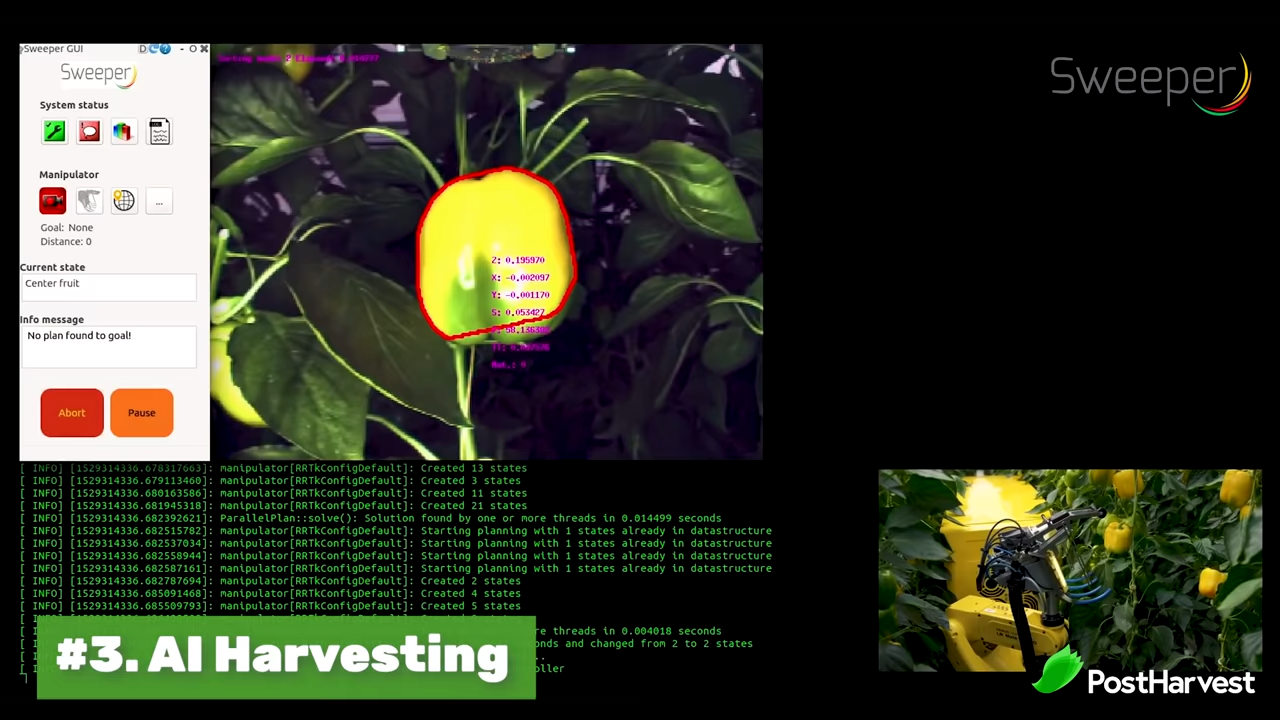 Sweeper GUI
Sweeper
System status
Manipulator
...
Goal: None
Distance: 0
Current state
Center fruit
Info message
No plan found to goal!
Abort
Pause
Z: 0.195970
X: -0.002097
Y: -0.001170
S: 0.053427
Sweeper
[ INFO] [1529314336.678317663]: manipulator[RRTkConfigDefault]: Created 13 states
[ INFO] [1529314336.679113460]: manipulator[RRTkConfigDefault]: Created 3 states
[ INFO] [1529314336.680163586]: manipulator[RRTkConfigDefault]: Created 11 states
[ INFO] [1529314336.681945318]: manipulator[RRTkConfigDefault]: Created 21 states
[ INFO] [1529314336.682392621]: ParallelPlan::solve(): Solution found by one or more threads in 0.014499 seconds
[ INFO] [1529314336.682515782]: manipulator[RRTkConfigDefault]: Starting planning with 1 states already in datastructure
[ INFO] [1529314336.682537034]: manipulator[RRTkConfigDefault]: Starting planning with 1 states already in datastructure
[ INFO] [1529314336.682558944]: manipulator[RRTkConfigDefault]: Starting planning with 1 states already in datastructure
[ INFO] [1529314336.682587161]: manipulator[RRTkConfigDefault]: Starting planning with 1 states already in datastructure
[ INFO] [1529314336.682787694]: manipulator[RRTkConfigDefault]: Created 2 states
[ INFO] [1529314336.685091468]: manipulator[RRTkConfigDefault]: Created 4 states
[ INFO] [1529314336.685509793]: manipulator[RRTkConfigDefault]: Created 5 states
threads in 0.004018 seconds
and changed from 2 to 2 states
#3. AI Harvesting
PostHarvest